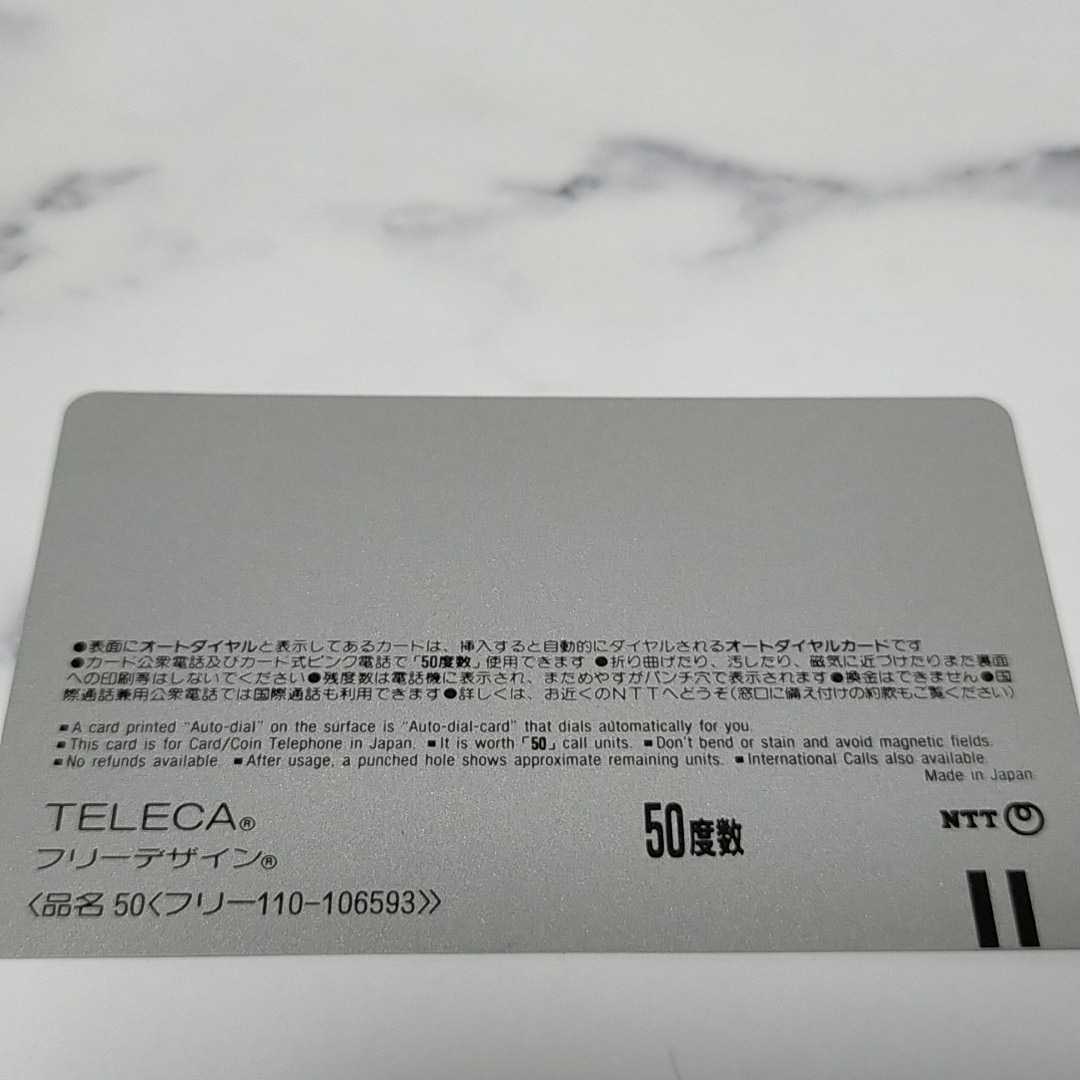 ●表面にオートダイヤルと表示してあるカードは、挿入すると自動的にダイヤルされるオートダイヤルカードです
●カード公衆電話及びカード式ピンク電話で「50度数」使用できます ●折り曲げたり、汚したり、磁気に近づけたりまた裏面
への印刷等はしないでください●残度数は電話機に表示され、まためやすがパンチ穴で表示されます●換金はできません●国
際通話兼用公衆電話では国際通話も利用できます●詳しくは、お近くのNTTへどうぞ(窓口に備え付けの約款もご覧ください)
■A card printed "Auto-dial" on the surface is "Auto-dial-card" that dials automatically for you.
■This card is for Card/Coin Telephone in Japan. ■It is worth「50」call units. ■Don't bend or stain and avoid magnetic fields.
■No refunds available. ■After usage, a punched hole shows approximate remaining units. ■International Calls also available.
Made in Japan.
TELECA®
フリーデザイン®
50度数
NTT
〈品名 50〈フリー110-106593〉〉